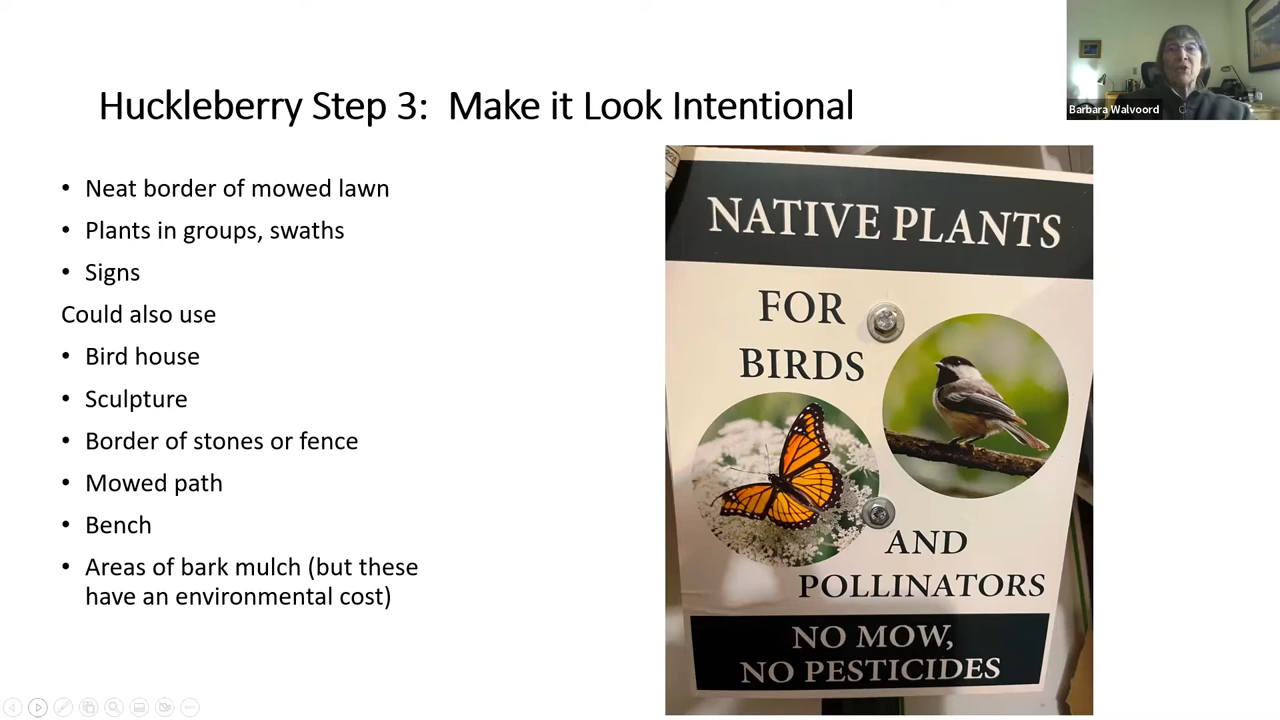 Huckleberry Step 3:  Make it Look Intentional
Barbara Walvoord
• Neat border of mowed lawn
• Plants in groups, swaths
• Signs
Could also use
• Bird house
• Sculpture
• Border of stones or fence
• Mowed path
• Bench
• Areas of bark mulch (but these
have an environmental cost)
NATIVE PLANTS
FOR
BIRDS
AND
POLLINATORS
NO MOW,
NO PESTICIDES